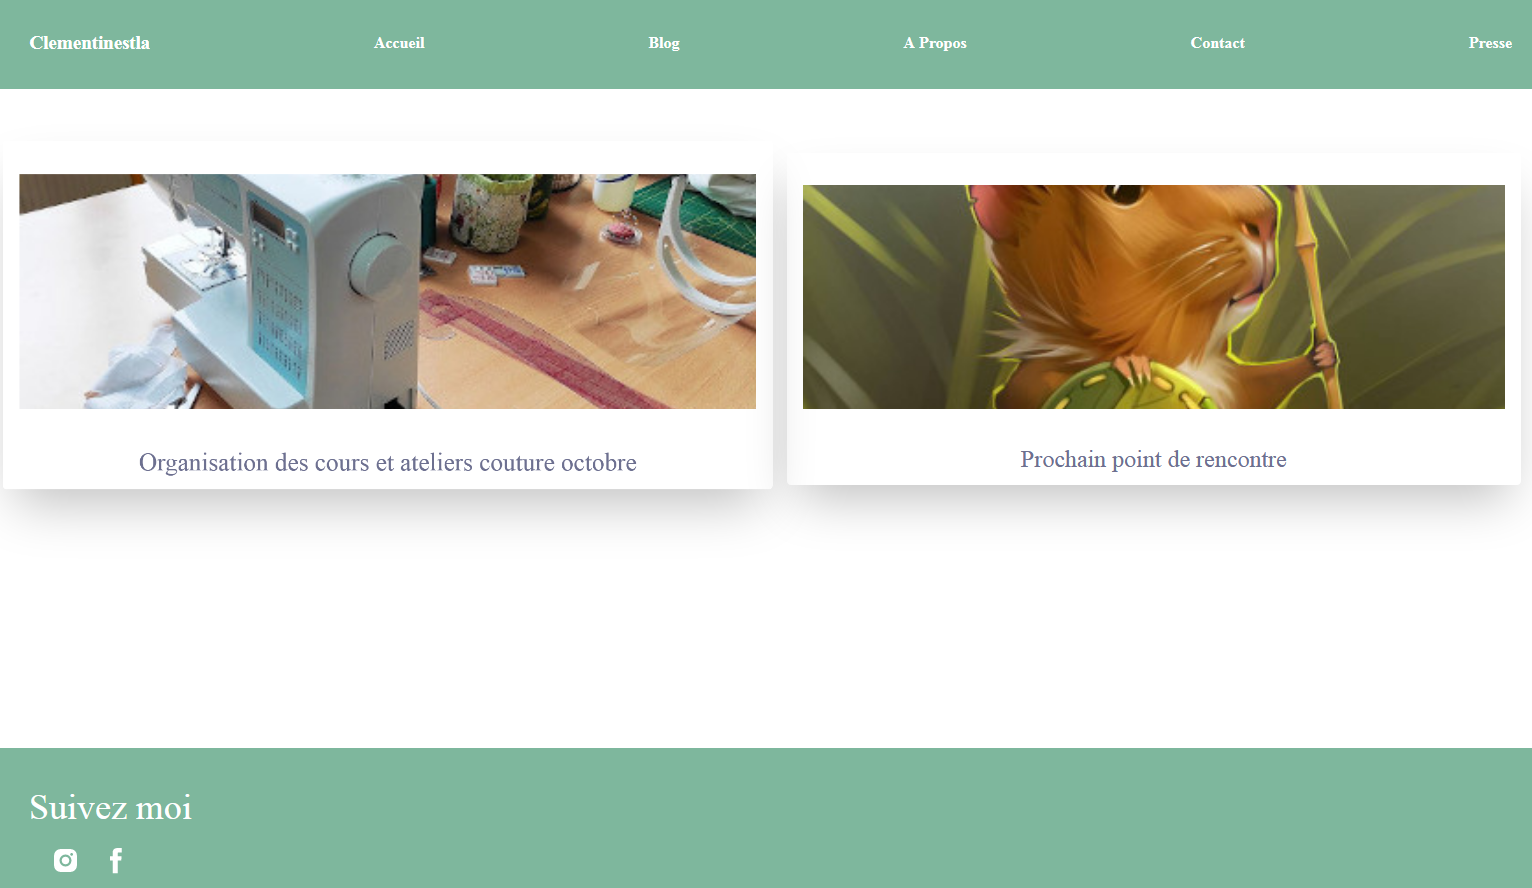 Clementinestla Accueil Blog A Propos Contact Presse
Organisation des cours et ateliers couture octobre
Prochain point de rencontre
Suivez moi